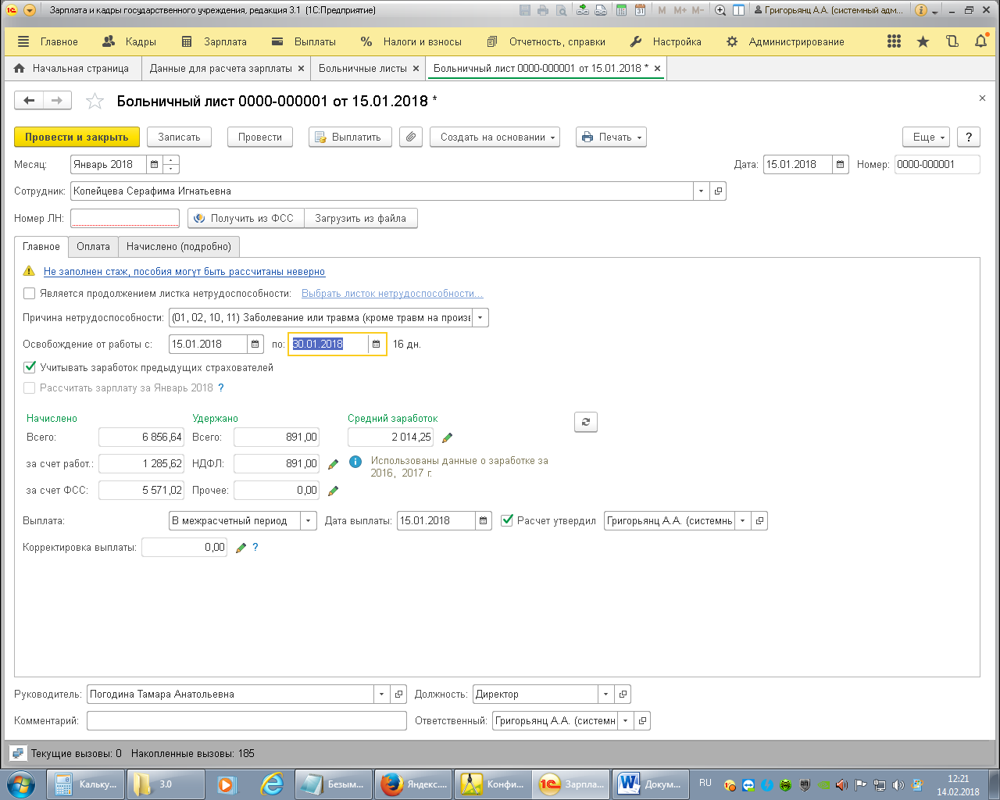 Зарплата и кадры государственного учреждения, редакция 3.1 (1С:Предприятие)
M M+ M- Григорьянц А.А. (системный адм...
Главное Кадры Зарплата Выплаты Налоги и взносы Отчетность, справки Настройка Администрирование
Начальная страница Данные для расчета зарплаты × Больничные листы × Больничный лист 0000-000001 от 15.01.2018 * ×
Больничный лист 0000-000001 от 15.01.2018 *
Провести и закрыть Записать Провести Выплатить Создать на основании Печать Еще ?
Месяц: Январь 2018 Дата: 15.01.2018 Номер: 0000-000001
Сотрудник: Копейцева Серафима Игнатьевна
Номер ЛН: Получить из ФСС Загрузить из файла
Главное Оплата Начислено (подробно)
Не заполнен стаж, пособия могут быть рассчитаны неверно
Является продолжением листка нетрудоспособности: Выбрать листок нетрудоспособности...
Причина нетрудоспособности: (01, 02, 10, 11) Заболевание или травма (кроме травм на произв
Освобождение от работы с: 15.01.2018 по: 30.01.2018 16 дн.
Учитывать заработок предыдущих страхователей
Рассчитать зарплату за Январь 2018 ?
Начислено Удержано Средний заработок
Всего: 6 856,64 Всего: 891,00 2 014,25
за счет работ.: 1 285,62 НДФЛ: 891,00 Использованы данные о заработке за
2016, 2017 г.
за счет ФСС: 5 571,02 Прочее: 0,00
Выплата: В межрасчетный период Дата выплаты: 15.01.2018 Расчет утвердил Григорьянц А.А. (системнь
Корректировка выплаты: 0,00 ?
Руководитель: Погодина Тамара Анатольевна Должность: Директор
Комментарий: Ответственный: Григорьянц А.А. (системн
Текущие вызовы: 0 Накопленные вызовы: 185
Кальку... 3.0 Безым... Яндекс.... Конфи... Зарпла... Докум... RU 12:21
14.02.2018